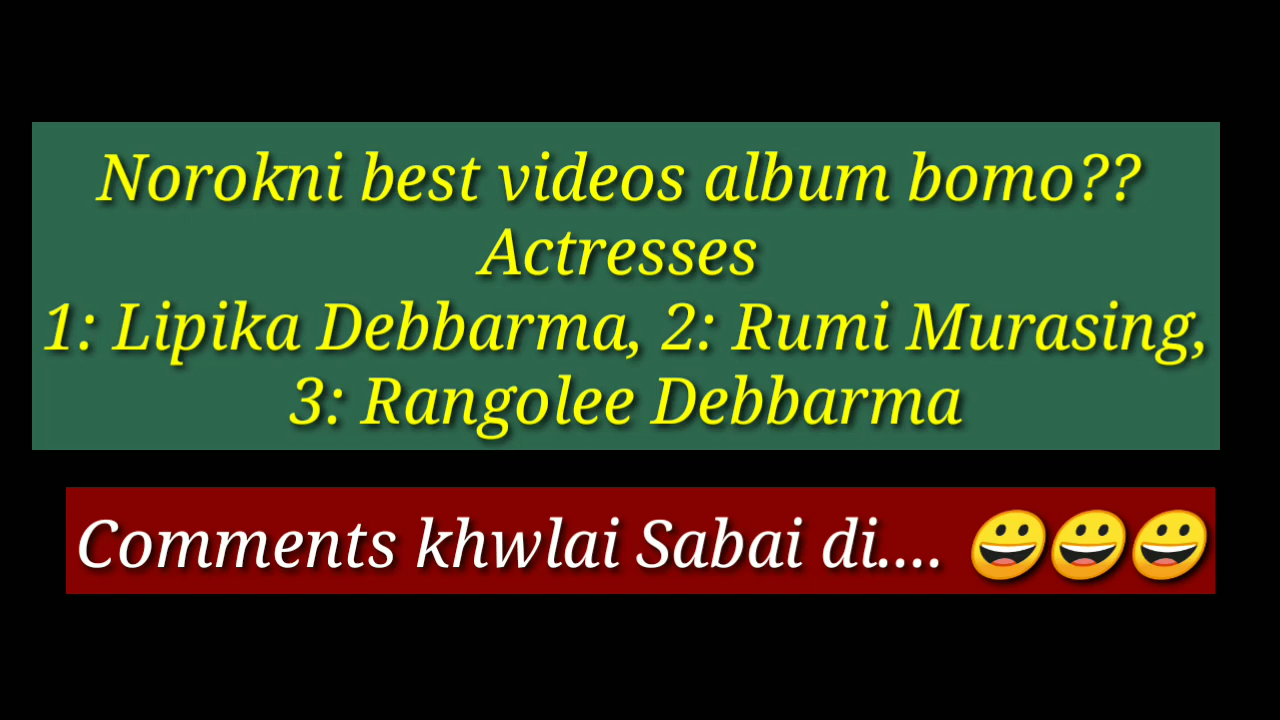 Norokni best videos album bomo??
Actresses
1: Lipika Debbarma, 2: Rumi Murasing,
3: Rangolee Debbarma
Comments khwlai Sabai di.... 😀😀😀